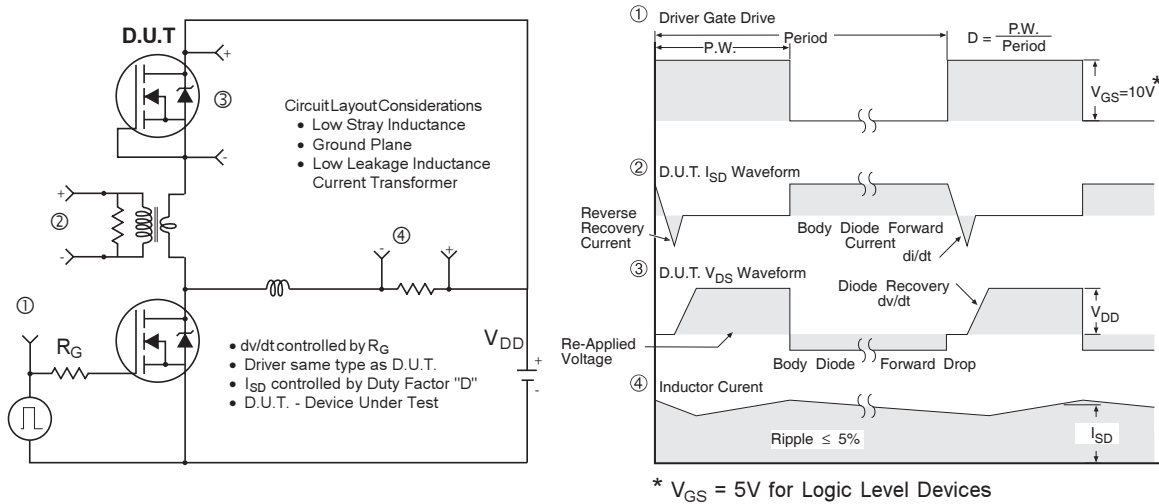 D.U.T
+
③
-
Circuit Layout Considerations
• Low Stray Inductance
• Ground Plane
• Low Leakage Inductance
Current Transformer
+
②
-
④
-
+
①
R_G
• dv/dt controlled by R_G
• Driver same type as D.U.T.
• I_SD controlled by Duty Factor "D"
• D.U.T. - Device Under Test
V_DD
+
-
① Driver Gate Drive
P.W.
Period
D = P.W.
Period
V_GS=10V *
② D.U.T. I_SD Waveform
Reverse
Recovery
Current
Body Diode Forward
Current
di/dt
③ D.U.T. V_DS Waveform
Diode Recovery
dv/dt
V_DD
Re-Applied
Voltage
Body Diode Forward Drop
④ Inductor Curent
Ripple ≤ 5%
I_SD
* V_GS = 5V for Logic Level Devices